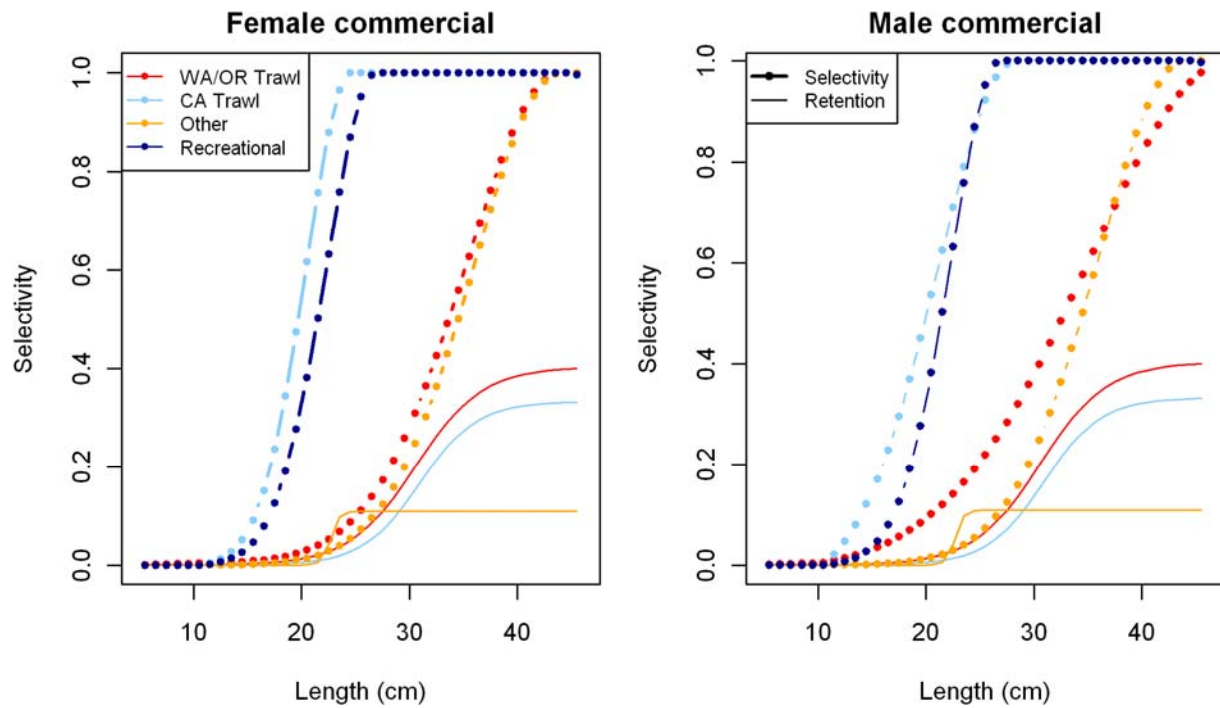 Female commercial
WA/OR Trawl
CA Trawl
Other
Recreational
Selectivity
0.0 0.2 0.4 0.6 0.8 1.0
10 20 30 40
Length (cm)
Male commercial
Selectivity
Retention
Selectivity
0.0 0.2 0.4 0.6 0.8 1.0
10 20 30 40
Length (cm)